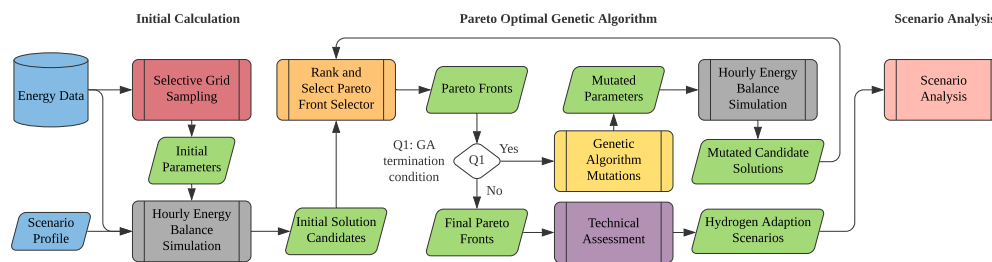 Initial Calculation
Pareto Optimal Genetic Algorithm
Scenario Analysis
Energy Data
Selective Grid
Sampling
Initial
Parameters
Scenario
Profile
Hourly Energy
Balance
Simulation
Initial Solution
Candidates
Rank and
Select Pareto
Front Selector
Pareto Fronts
Q1: GA
termination
condition
Q1
Yes
No
Genetic
Algorithm
Mutations
Mutated
Parameters
Hourly Energy
Balance
Simulation
Mutated Candidate
Solutions
Final Pareto
Fronts
Technical
Assessment
Hydrogen Adaption
Scenarios
Scenario
Analysis